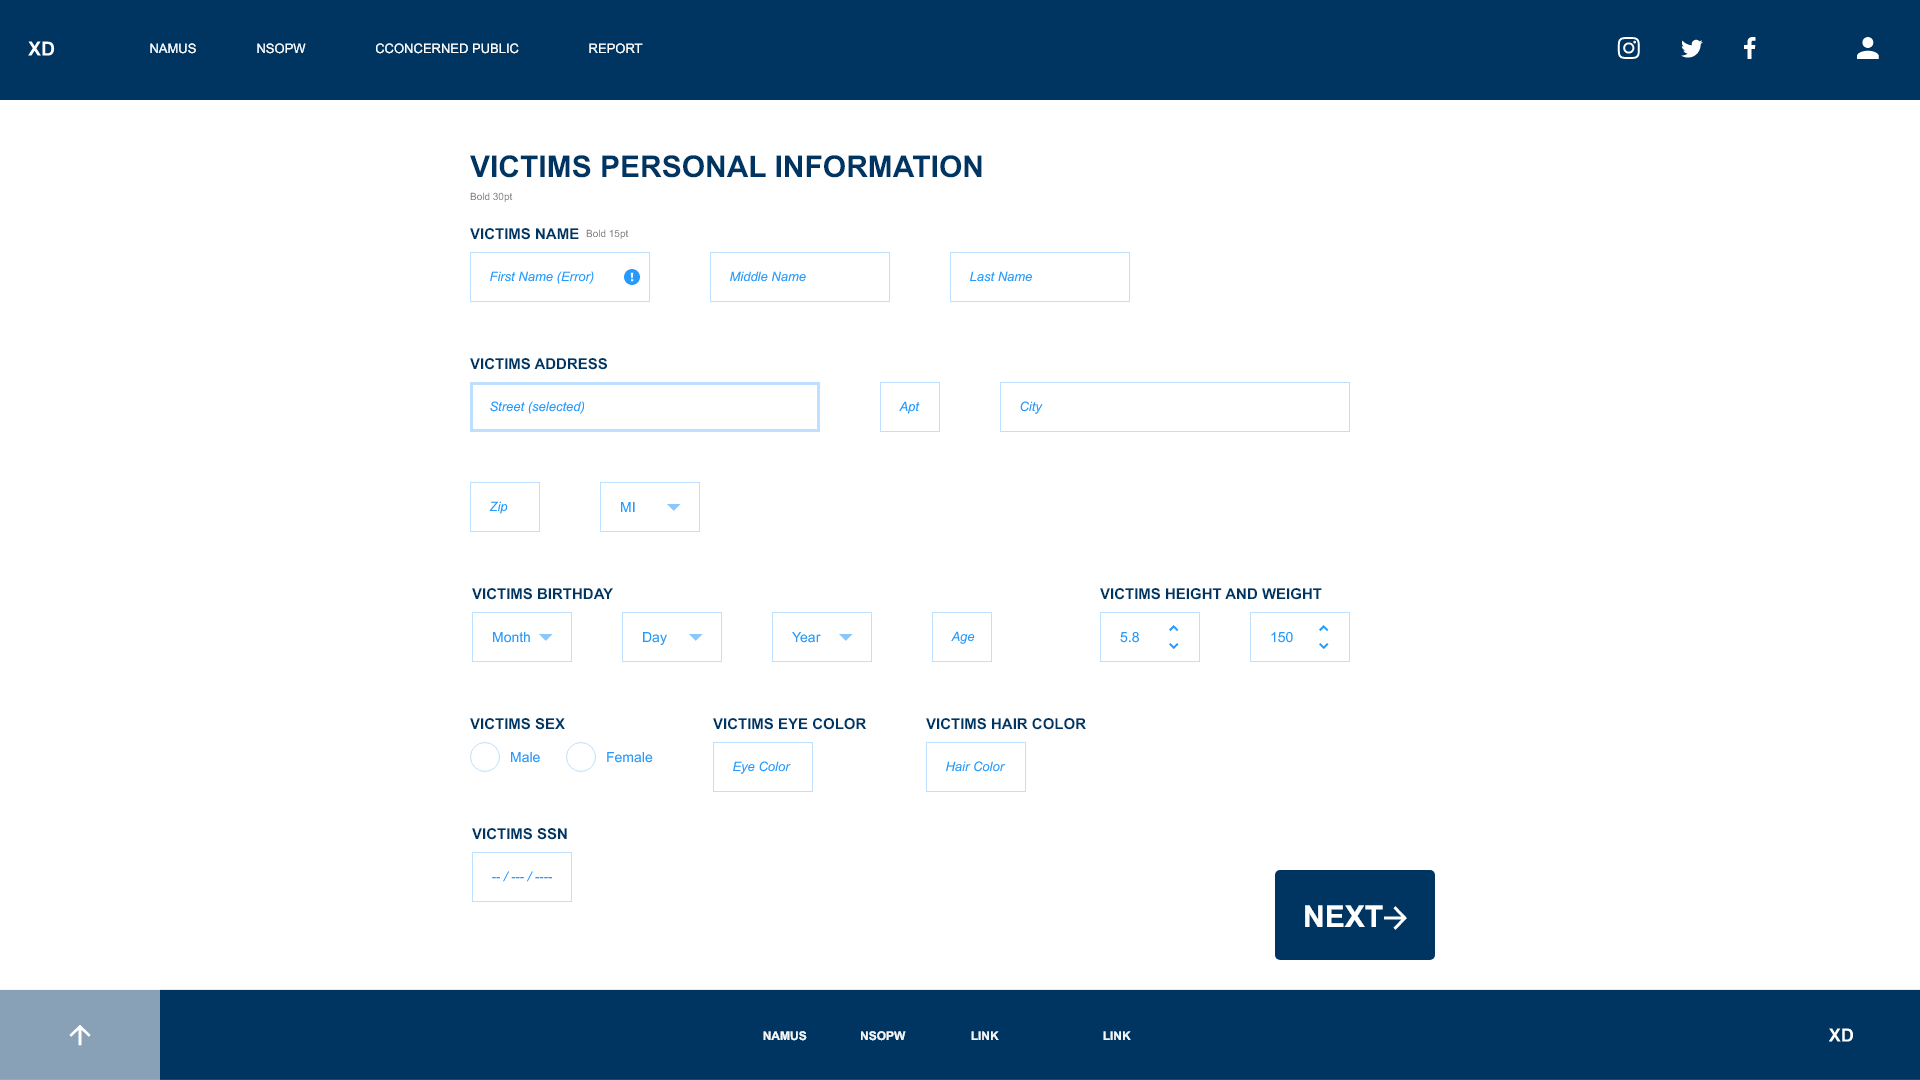 XD NAMUS NSOPW CCONCERNED PUBLIC REPORT
VICTIMS PERSONAL INFORMATION
Bold 30pt
VICTIMS NAME Bold 15pt
First Name (Error) Middle Name Last Name
VICTIMS ADDRESS
Street (selected) Apt City
Zip MI
VICTIMS BIRTHDAY VICTIMS HEIGHT AND WEIGHT
Month Day Year Age 5.8 150
VICTIMS SEX VICTIMS EYE COLOR VICTIMS HAIR COLOR
Male Female Eye Color Hair Color
VICTIMS SSN
-- / --- / ----
NEXT
NAMUS NSOPW LINK LINK XD